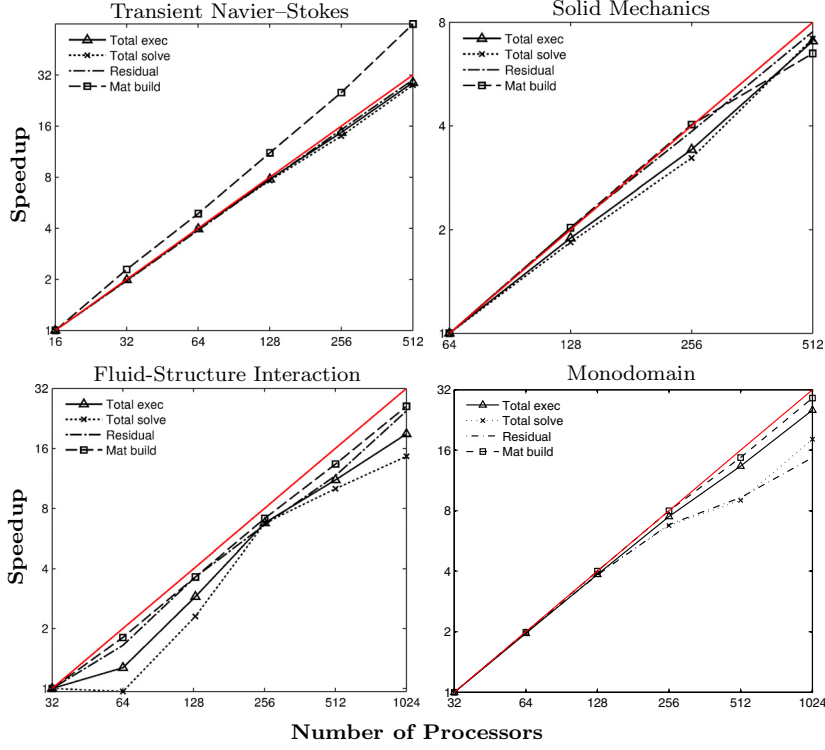 Transient Navier–Stokes
Total exec
Total solve
Residual
Mat build
32
16
8
4
2
1
16 32 64 128 256 512
Speedup
Solid Mechanics
Total exec
Total solve
Residual
Mat build
8
4
2
1
64 128 256 512
Fluid-Structure Interaction
Total exec
Total solve
Residual
Mat build
32
16
8
4
2
1
32 64 128 256 512 1024
Speedup
Monodomain
Total exec
Total solve
Residual
Mat build
32
16
8
4
2
1
32 64 128 256 512 1024
Number of Processors